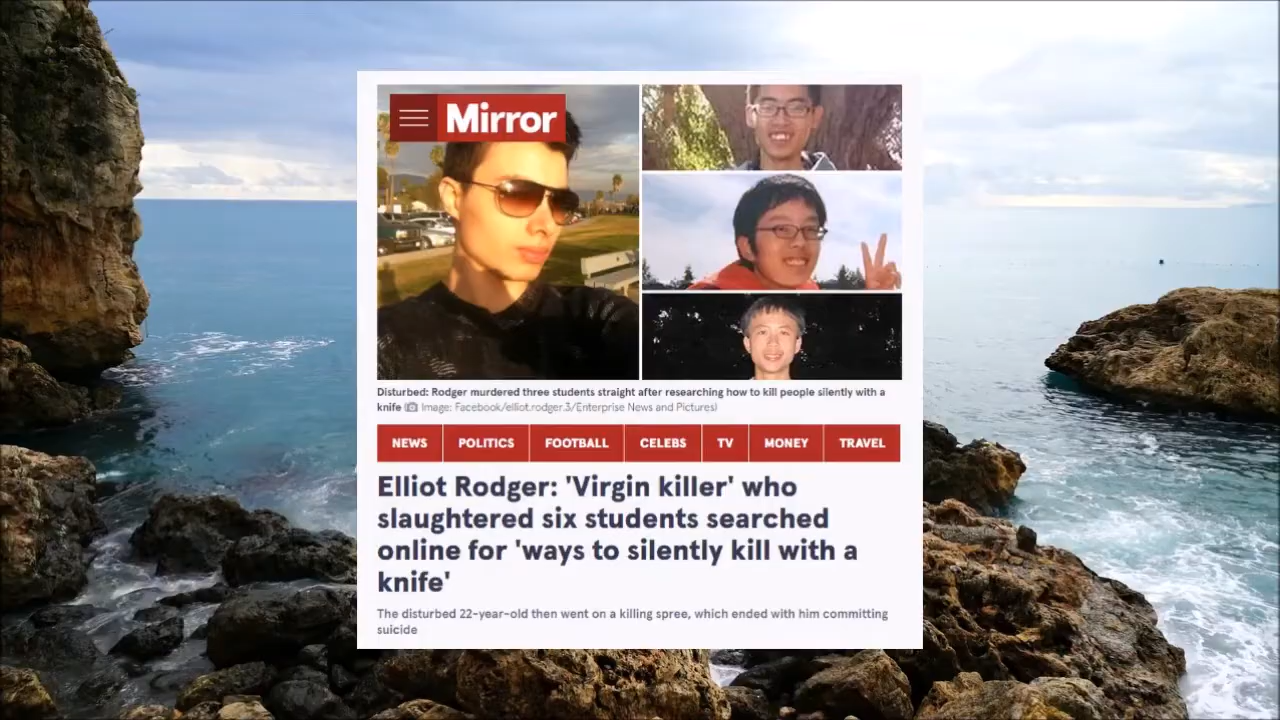 Mirror
Disturbed: Rodger murdered three students straight after researching how to kill people silently with a
knife Image: Facebook/elliot.rodger.3/Enterprise News and Pictures)
NEWS POLITICS FOOTBALL CELEBS TV MONEY TRAVEL
Elliot Rodger: 'Virgin killer' who
slaughtered six students searched
online for 'ways to silently kill with a
knife'
The disturbed 22-year-old then went on a killing spree, which ended with him committing
suicide